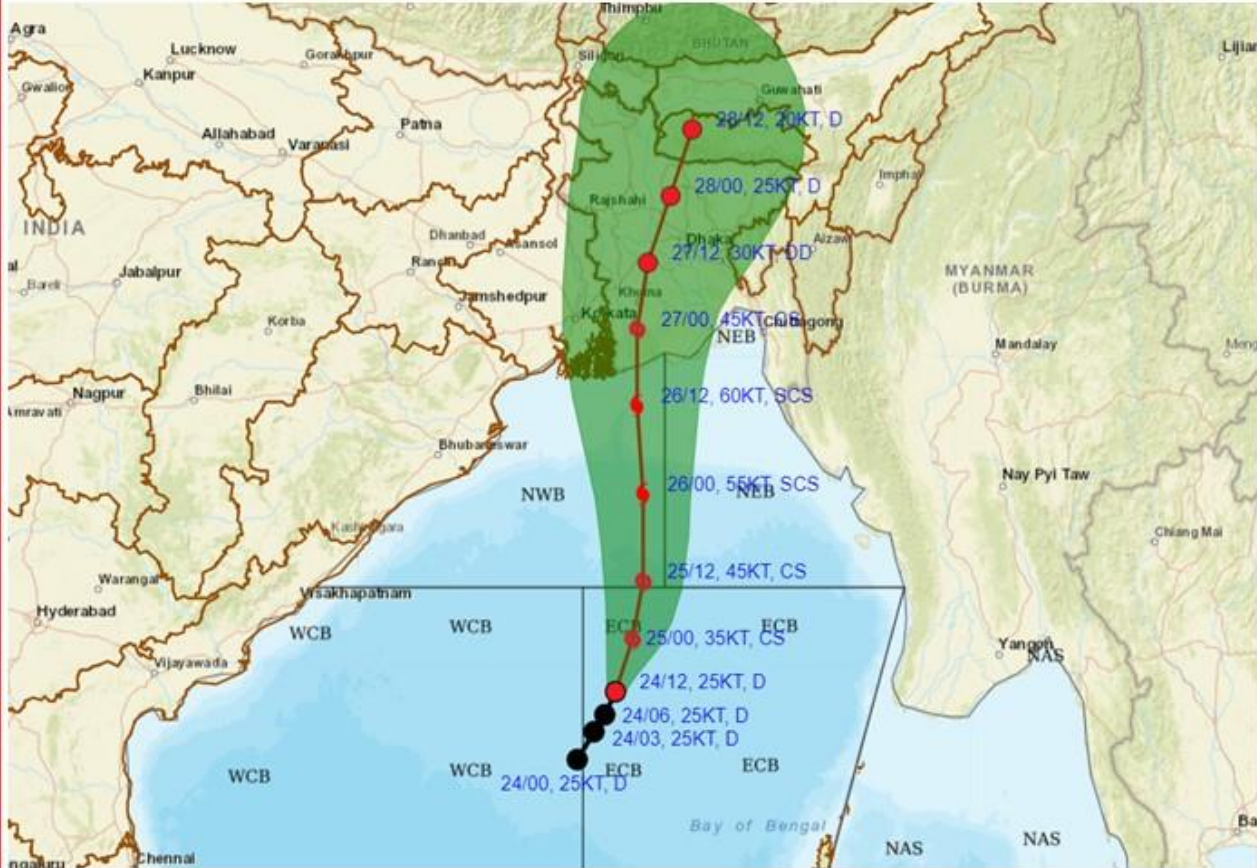 Thimphu
Agra
Lucknow
Gorakhpur
BHUTAN
Kanpur
Guwahati
Allahabad
Patna
28/12, 20KT, D
Varanasi
Imphal
28/00, 25KT, D
Rajshahi
INDIA
Dhanbad
Dhaka
Aizawl
Asansol
27/12, 30KT, DD
Ranchi
Jabalpur
MYANMAR
(BURMA)
Khulna
Jamshedpur
Kolkata
27/00, 45KT, CS
Chittagong
Korba
NEB
Mandalay
Bhilai
Nagpur
26/12, 60KT, SCS
Amravati
Bhubaneswar
Nay Pyi Taw
NWB
26/00, 55KT, SCS
NEB
Chiang Mai
Warangal
25/12, 45KT, CS
Visakhapatnam
Hyderabad
WCB
WCB
ECB
ECB
25/00, 35KT, CS
Yangon
NAS
Vijayawada
24/12, 25KT, D
24/06, 25KT, D
24/03, 25KT, D
WCB
WCB
ECB
ECB
24/00, 25KT, D
Bay of Bengal
NAS
NAS
Chennai